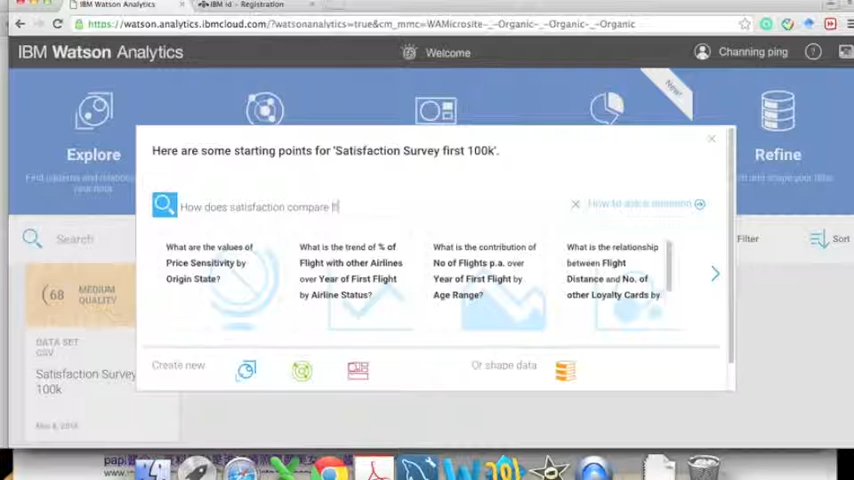 IBM Watson Analytics
IBM id - Registration
https://watson.analytics.ibmcloud.com/?watsonanalytics=true&cm_mmc=WAMicrosite-_-Organic-_-Organic-_-Organic
IBM Watson Analytics
Welcome
Channing ping
?
New!
Explore
Refine
Here are some starting points for 'Satisfaction Survey first 100k'.
How does satisfaction compare
How to ask a question
What are the values of
Price Sensitivity by
Origin State?
What is the trend of % of
Flight with other Airlines
over Year of First Flight
by Airline Status?
What is the contribution of
No of Flights p.a. over
Year of First Flight by
Age Range?
What is the relationship
between Flight
Distance and No. of
other Loyalty Cards by
Create new
Or shape data
Search
Filter
Sort
68
MEDIUM
QUALITY
DATA SET
CSV
Satisfaction Survey
100k